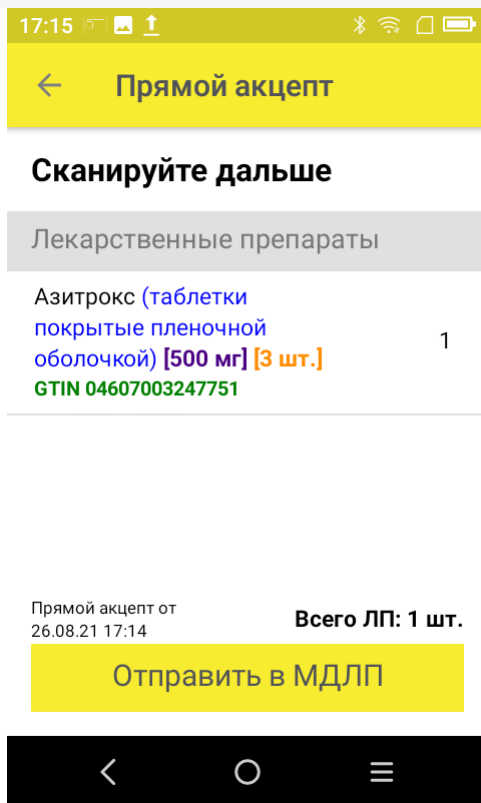 17:15
Прямой акцепт
Сканируйте дальше
Лекарственные препараты
Азитрокс (таблетки
покрытые пленочной
оболочкой) [500 мг] [3 шт.]
GTIN 04607003247751
1
Прямой акцепт от
26.08.21 17:14
Всего ЛП: 1 шт.
Отправить в МДЛП